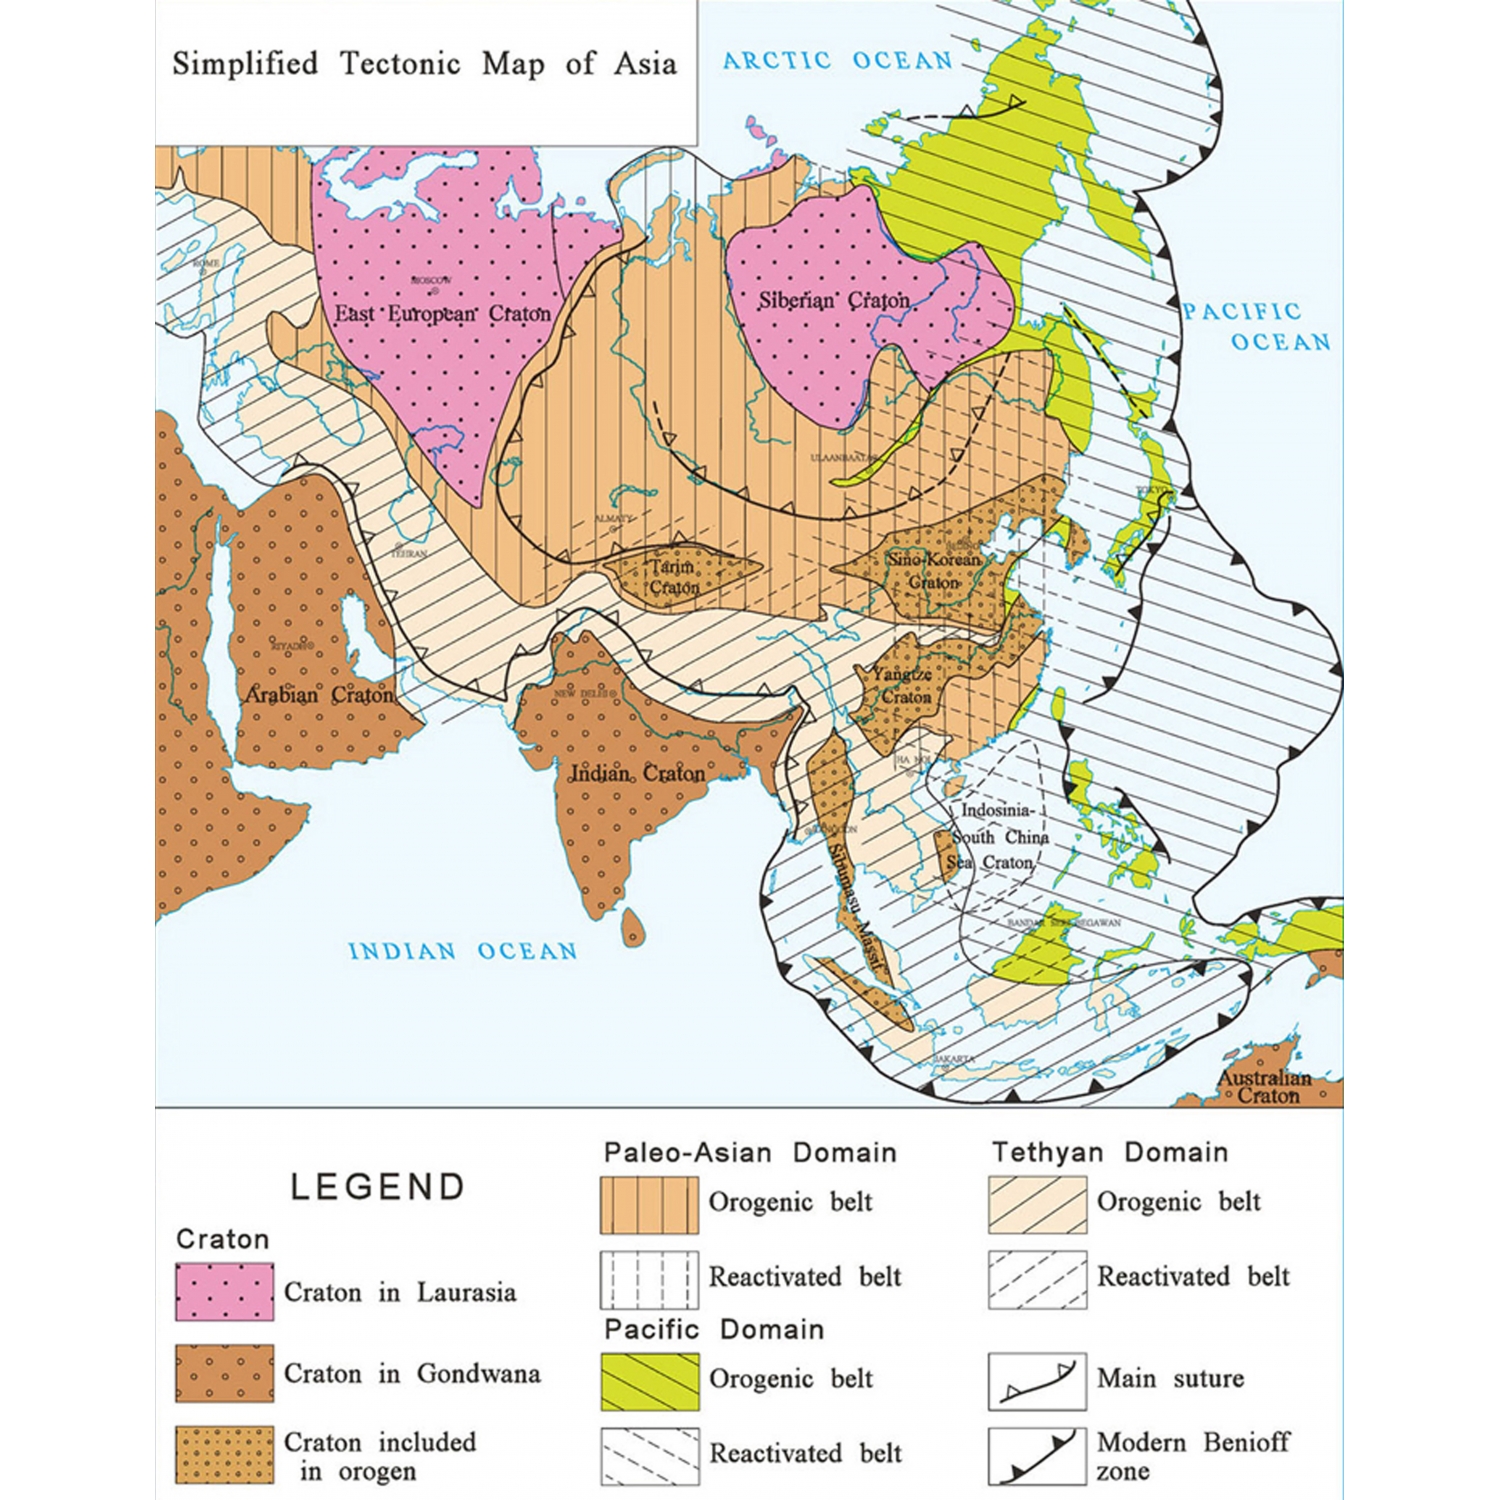 Simplified Tectonic Map of Asia
ARCTIC OCEAN
ROME
MOSCOW
East European Craton
Siberian Craton
PACIFIC
OCEAN
ULAANBAATAR
TOKYO
ALMATY
TEHRAN
BEIJING
Tarim
Craton
Sino-Korean
Craton
RIYADH
Arabian Craton
NEW DELHI
Yangtze
Craton
HA NOI
Indian Craton
Indosinia-
South China
Sea Craton
YANGON
Sibumasu Massif
BANDAR SERI BEGAWAN
INDIAN OCEAN
JAKARTA
Australian
Craton
LEGEND
Craton
Craton in Laurasia
Craton in Gondwana
Craton included
in orogen
Paleo-Asian Domain
Orogenic belt
Reactivated belt
Pacific Domain
Orogenic belt
Reactivated belt
Tethyan Domain
Orogenic belt
Reactivated belt
Main suture
Modern Benioff
zone